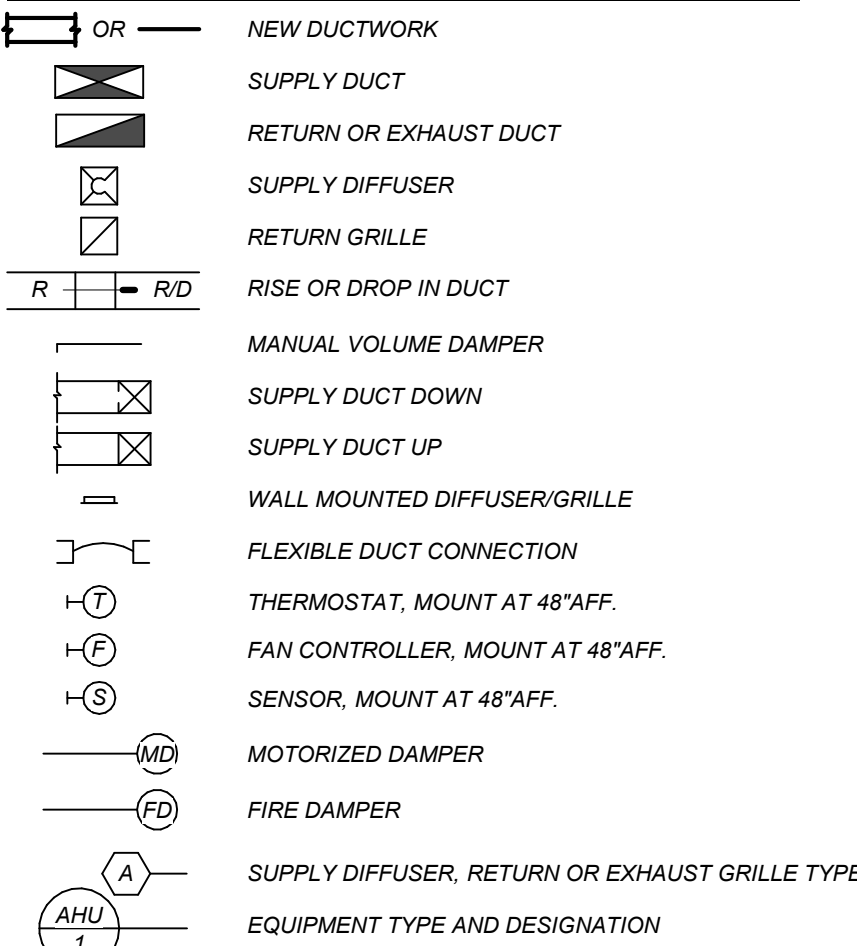 OR NEW DUCTWORK
SUPPLY DUCT
RETURN OR EXHAUST DUCT
SUPPLY DIFFUSER
RETURN GRILLE
R R/D RISE OR DROP IN DUCT
MANUAL VOLUME DAMPER
SUPPLY DUCT DOWN
SUPPLY DUCT UP
WALL MOUNTED DIFFUSER/GRILLE
FLEXIBLE DUCT CONNECTION
T THERMOSTAT, MOUNT AT 48"AFF.
F FAN CONTROLLER, MOUNT AT 48"AFF.
S SENSOR, MOUNT AT 48"AFF.
MD MOTORIZED DAMPER
FD FIRE DAMPER
A SUPPLY DIFFUSER, RETURN OR EXHAUST GRILLE TYPE
AHU EQUIPMENT TYPE AND DESIGNATION
1